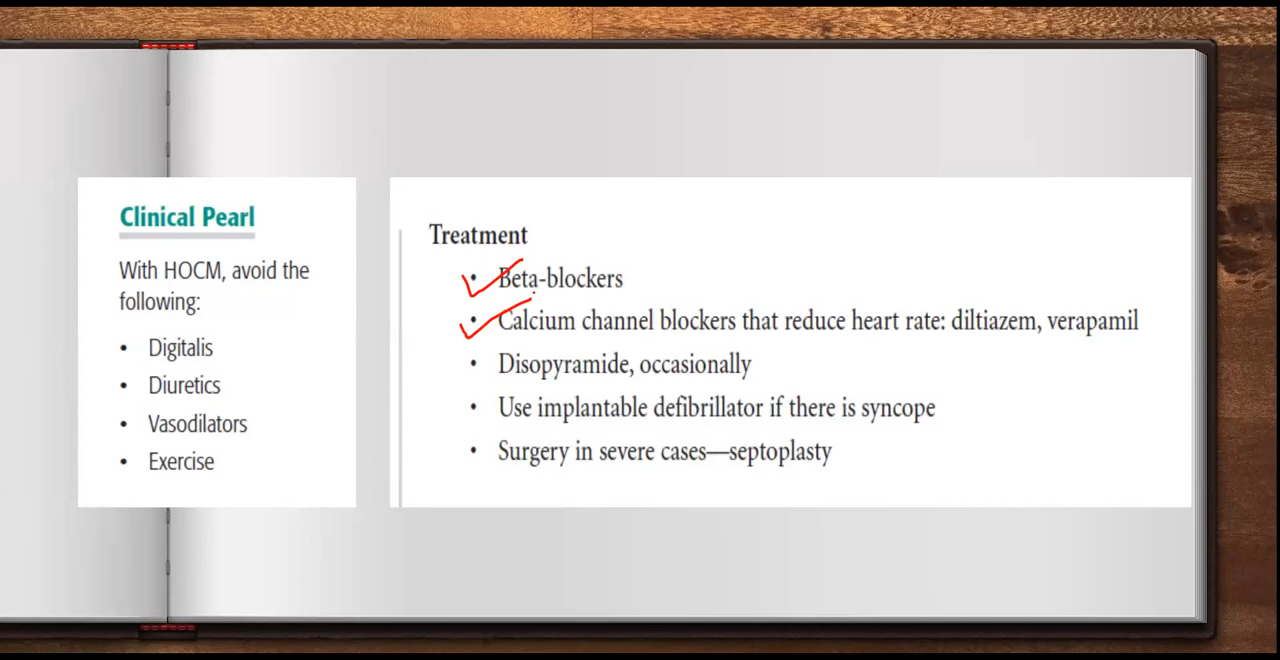 Clinical Pearl
With HOCM, avoid the
following:
• Digitalis
• Diuretics
• Vasodilators
• Exercise
Treatment
• Beta-blockers
• Calcium channel blockers that reduce heart rate: diltiazem, verapamil
• Disopyramide, occasionally
• Use implantable defibrillator if there is syncope
• Surgery in severe cases—septoplasty